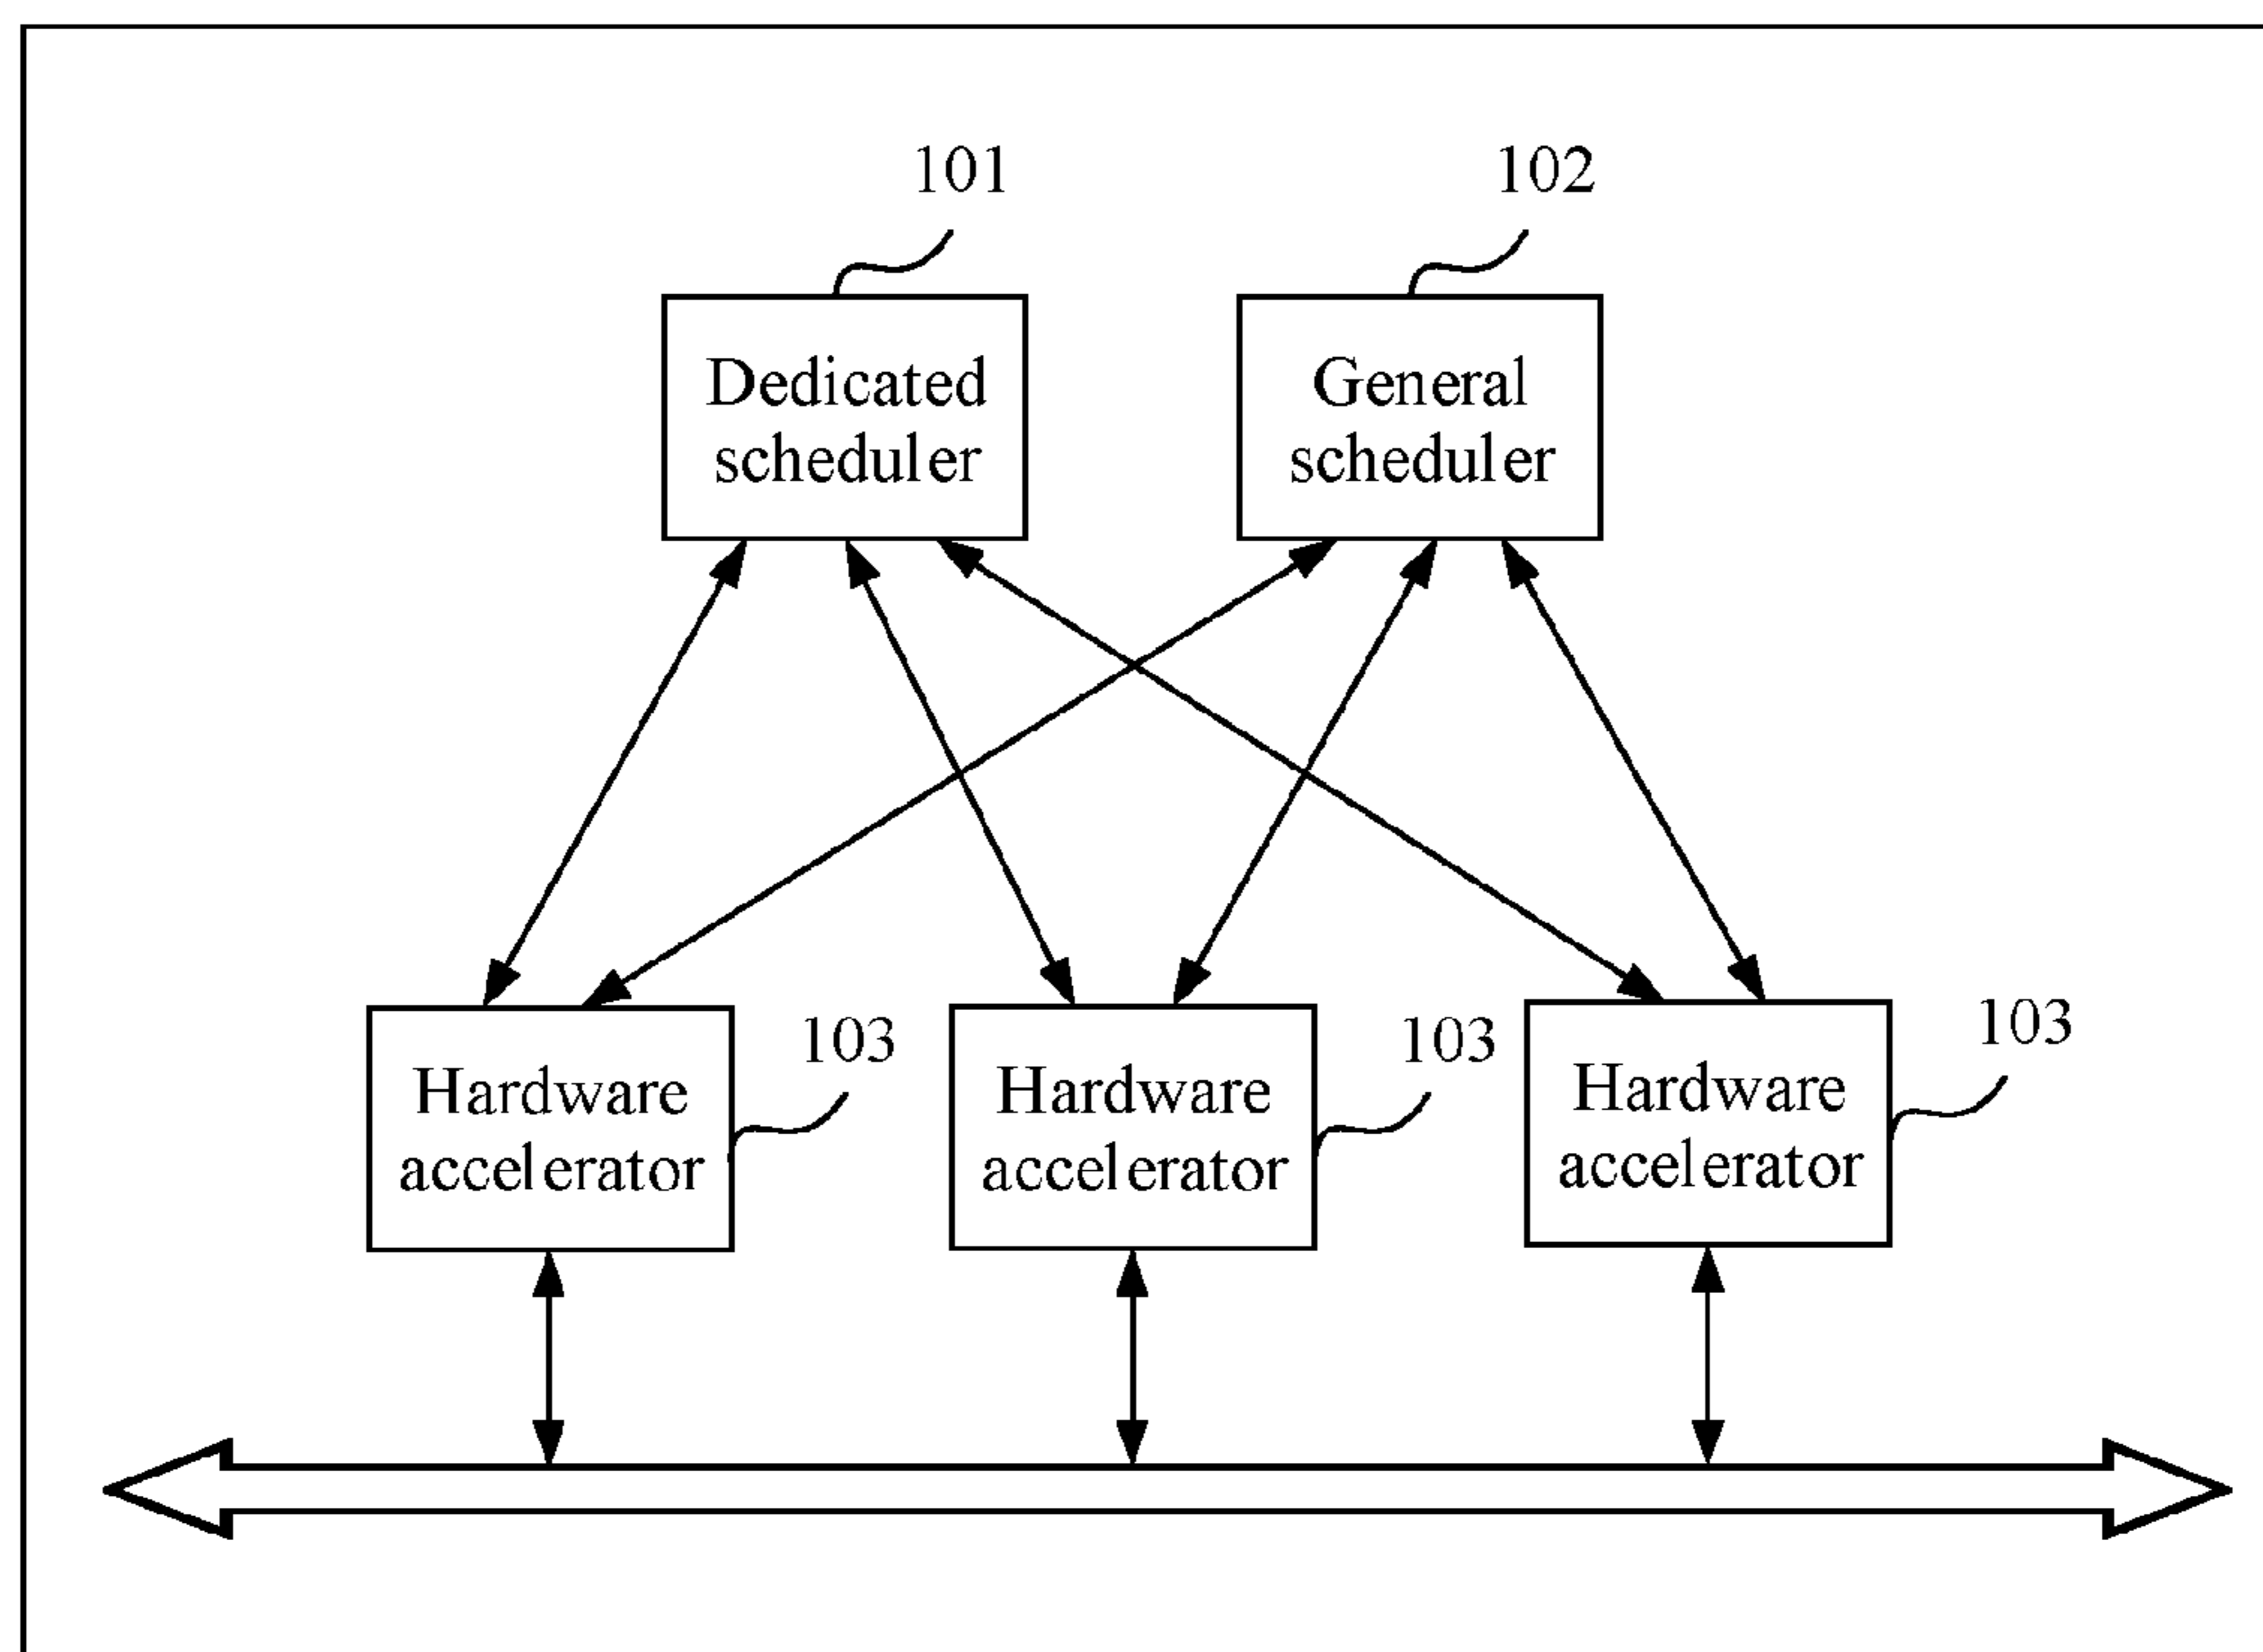 101
102
Dedicated
scheduler
General
scheduler
103
103
103
Hardware
accelerator
Hardware
accelerator
Hardware
accelerator